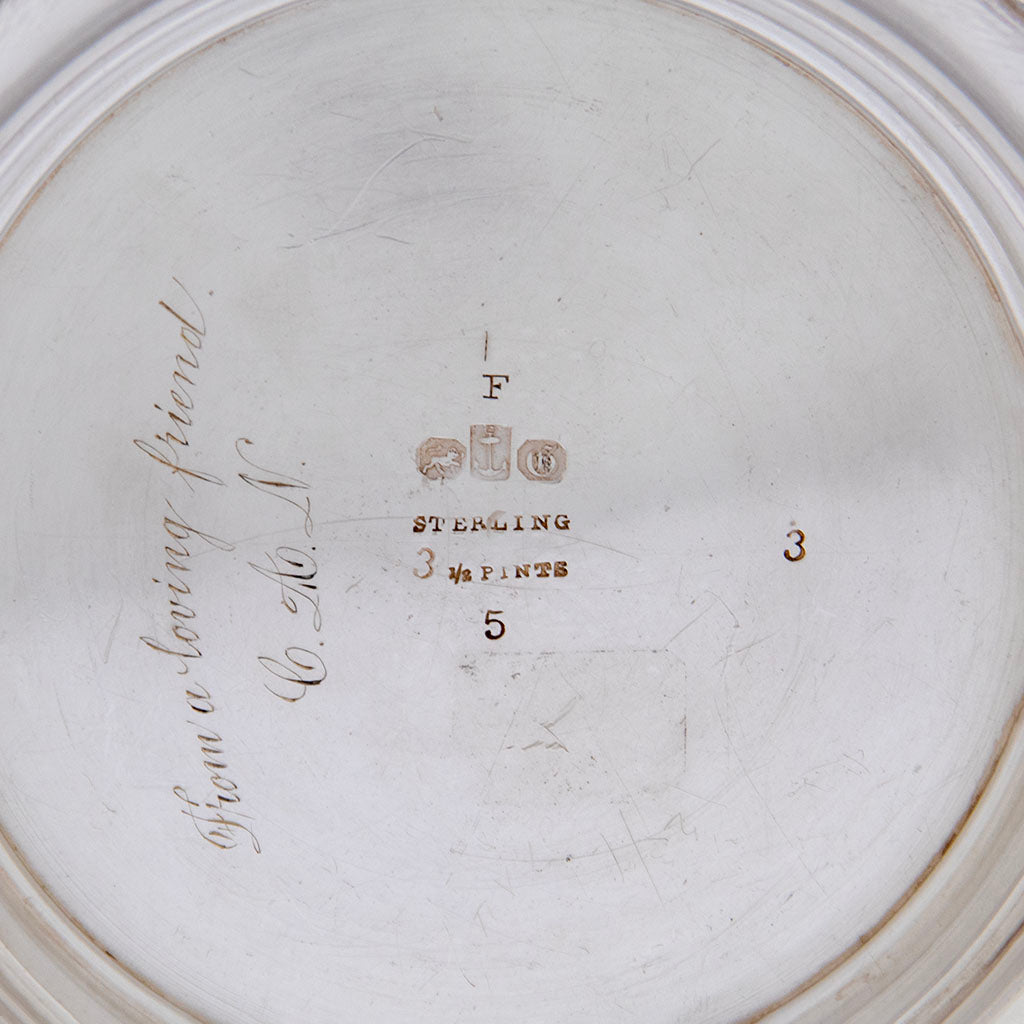 From a loving friend.
C. A. N.
F
STERLING
3 1/2 PINTS
5
3